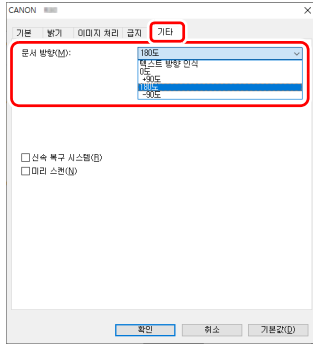 CANON
기본 밝기 이미지 처리 급지 기타
문서 방향(M): 180도
텍스트 방향 인식
0도
+90도
180도
-90도
신속 복구 시스템(R)
미리 스캔(N)
확인 취소 기본값(D)